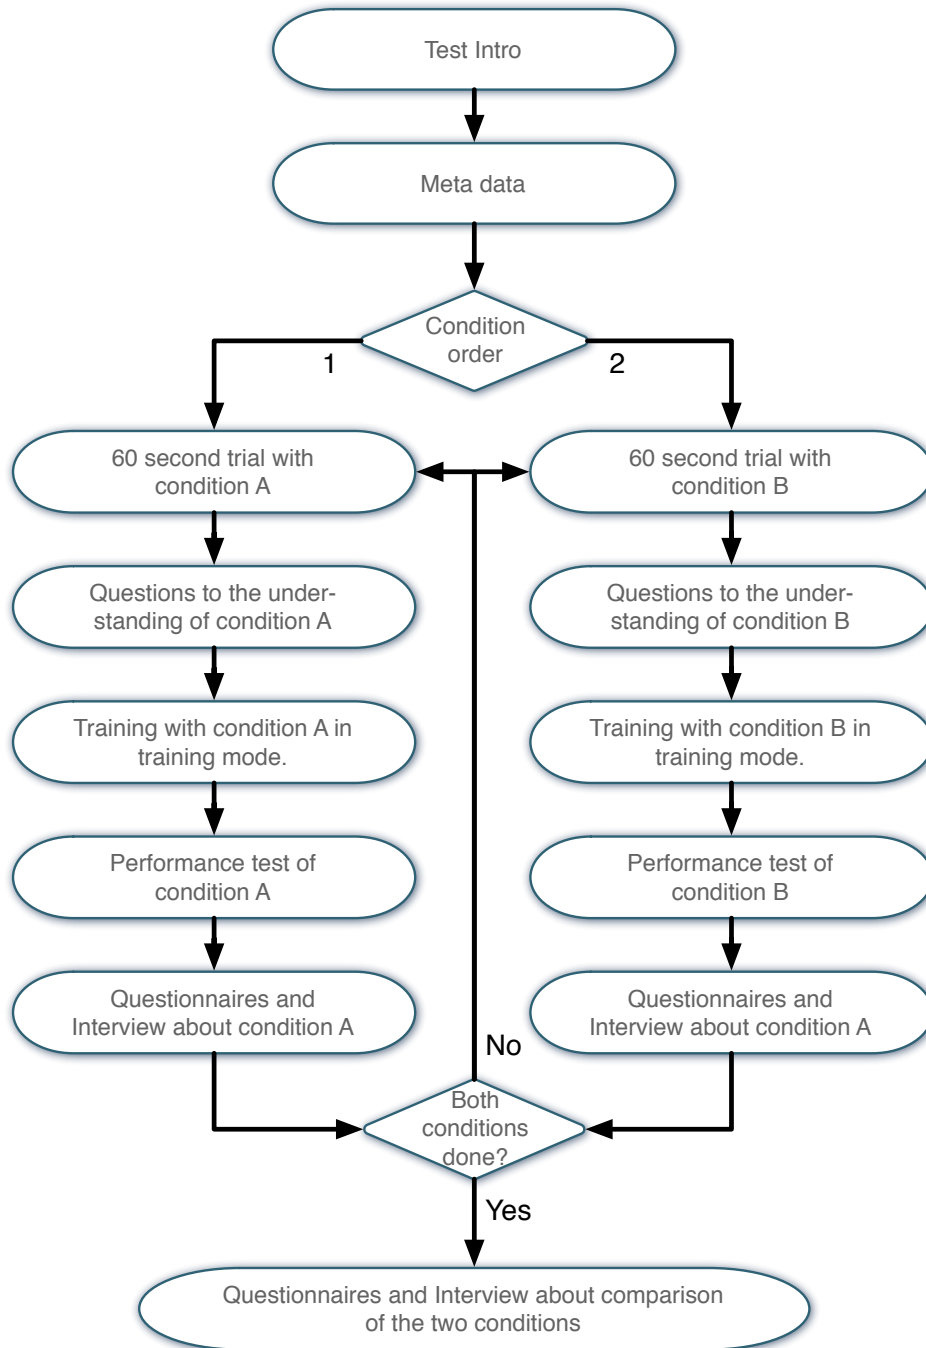 Test Intro
Meta data
Condition
order
1
2
60 second trial with
condition A
60 second trial with
condition B
Questions to the under-
standing of condition A
Questions to the under-
standing of condition B
Training with condition A in
training mode.
Training with condition B in
training mode.
Performance test of
condition A
Performance test of
condition B
Questionnaires and
Interview about condition A
Questionnaires and
Interview about condition A
No
Both
conditions
done?
Yes
Questionnaires and Interview about comparison
of the two conditions